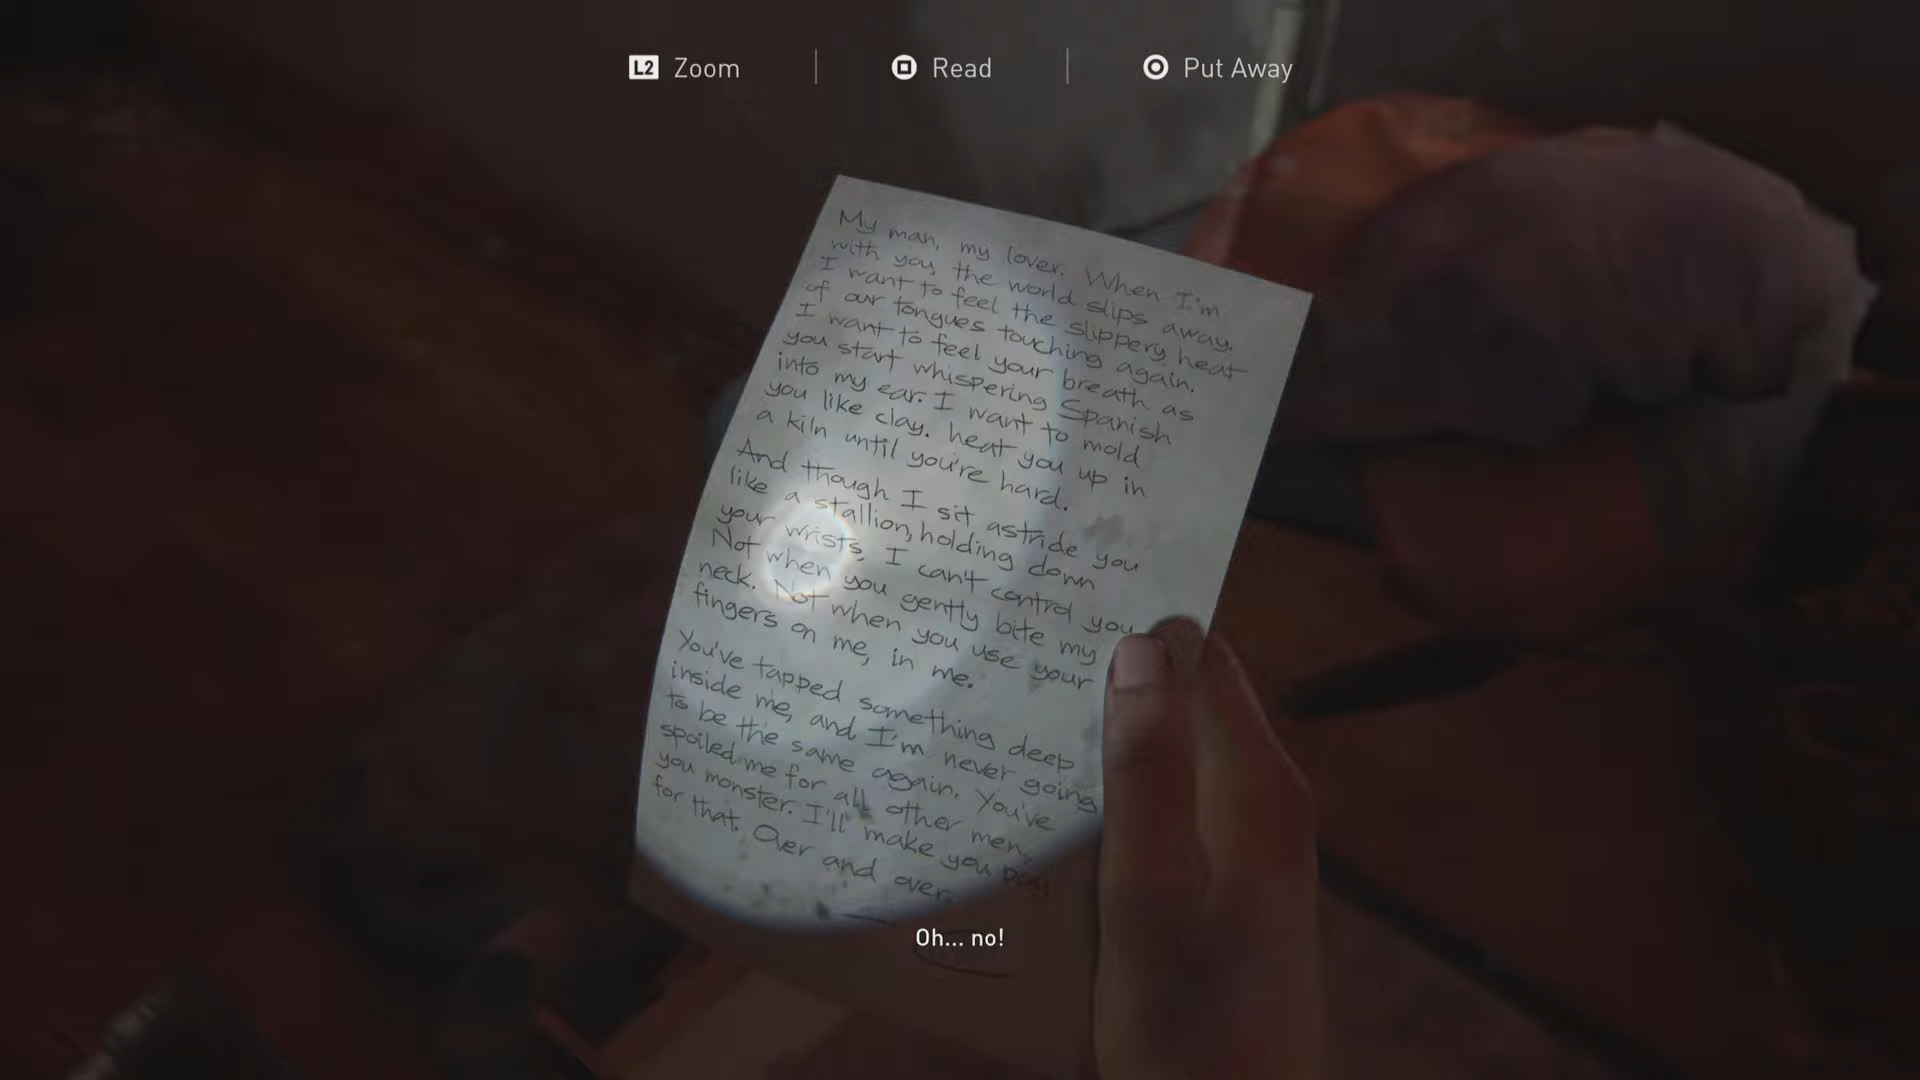 L2 Zoom
Read
Put Away
My man, my lover. When I'm
with you, the world slips away.
I want to feel the slippery heat
of our tongues touching again.
I want to feel your breath as
you start whispering Spanish
into my ear. I want to mold
you like clay. heat you up in
a kiln until you're hard.
And though I sit astride you
like a stallion, holding down
your wrists, I can't control you
Not when you gently bite my
neck. Not when you use your
fingers on me, in me.
You've tapped something deep
inside me, and I'm never going
to be the same again. You've
spoiled me for all other men,
you monster. I'll make you
for that. Over and over
Oh... no!